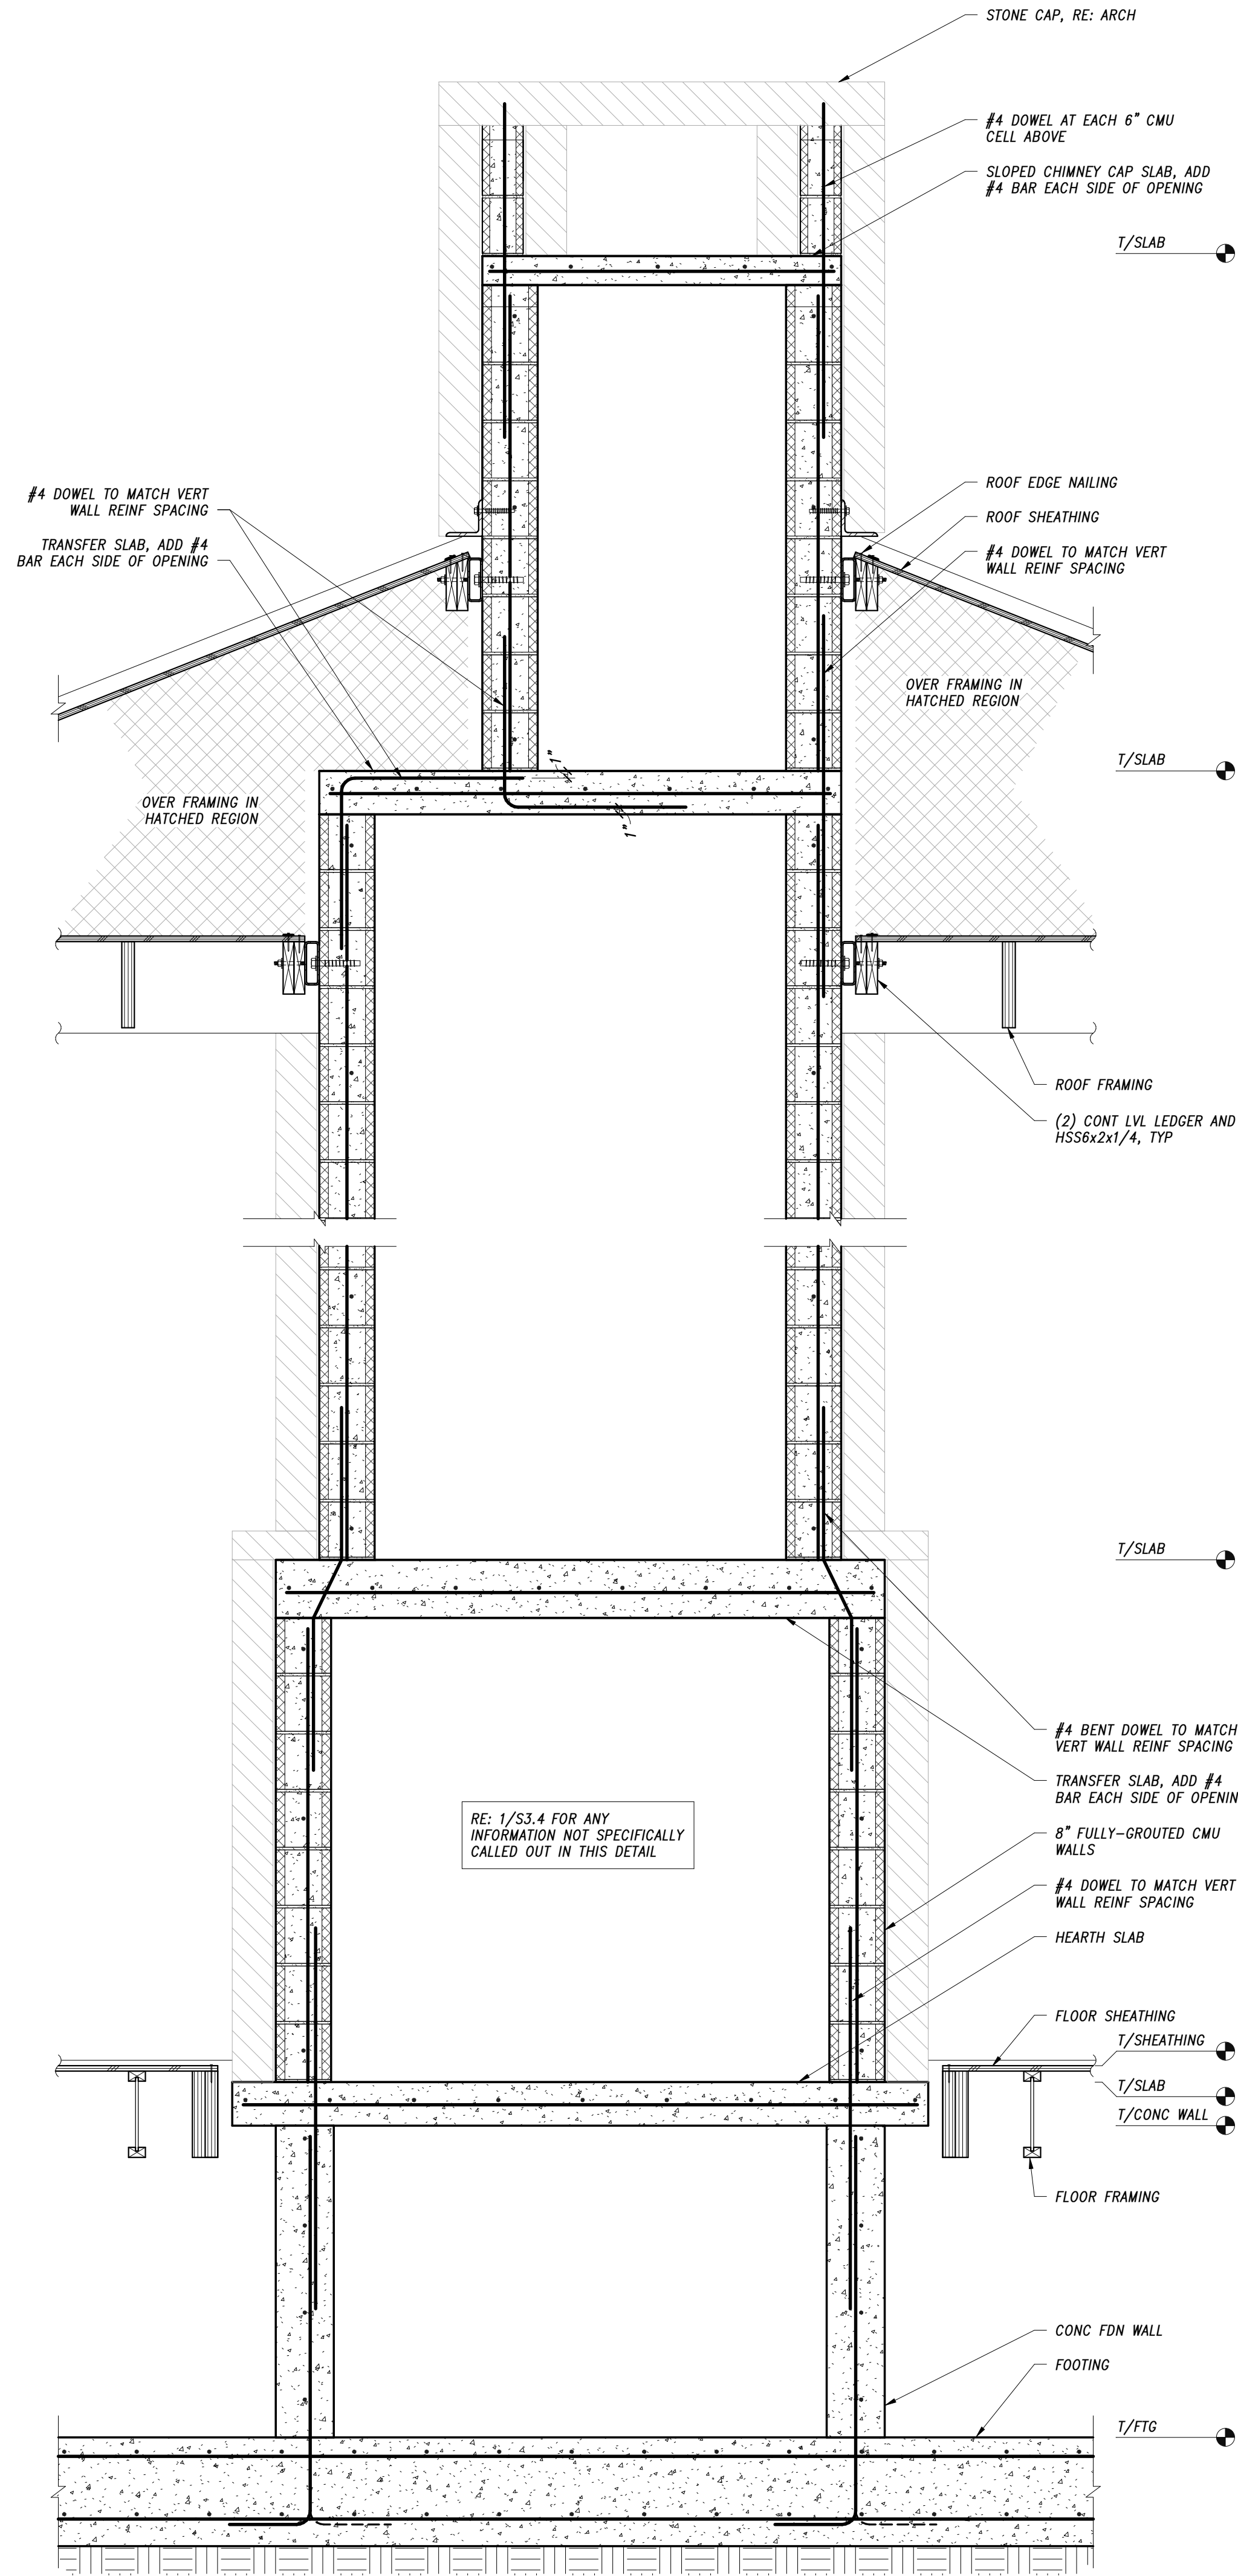 STONE CAP, RE: ARCH
#4 DOWEL AT EACH 6" CMU
CELL ABOVE
SLOPED CHIMNEY CAP SLAB, ADD
#4 BAR EACH SIDE OF OPENING
T/SLAB
#4 DOWEL TO MATCH VERT
WALL REINF SPACING
TRANSFER SLAB, ADD #4
BAR EACH SIDE OF OPENING
ROOF EDGE NAILING
ROOF SHEATHING
#4 DOWEL TO MATCH VERT
WALL REINF SPACING
OVER FRAMING IN
HATCHED REGION
T/SLAB
1"
1"
OVER FRAMING IN
HATCHED REGION
ROOF FRAMING
(2) CONT LVL LEDGER AND
HSS6x2x1/4, TYP
T/SLAB
#4 BENT DOWEL TO MATCH
VERT WALL REINF SPACING
TRANSFER SLAB, ADD #4
BAR EACH SIDE OF OPENIN
RE: 1/S3.4 FOR ANY
INFORMATION NOT SPECIFICALLY
CALLED OUT IN THIS DETAIL
8" FULLY-GROUTED CMU
WALLS
#4 DOWEL TO MATCH VERT
WALL REINF SPACING
HEARTH SLAB
FLOOR SHEATHING
T/SHEATHING
T/SLAB
T/CONC WALL
FLOOR FRAMING
CONC FDN WALL
FOOTING
T/FTG